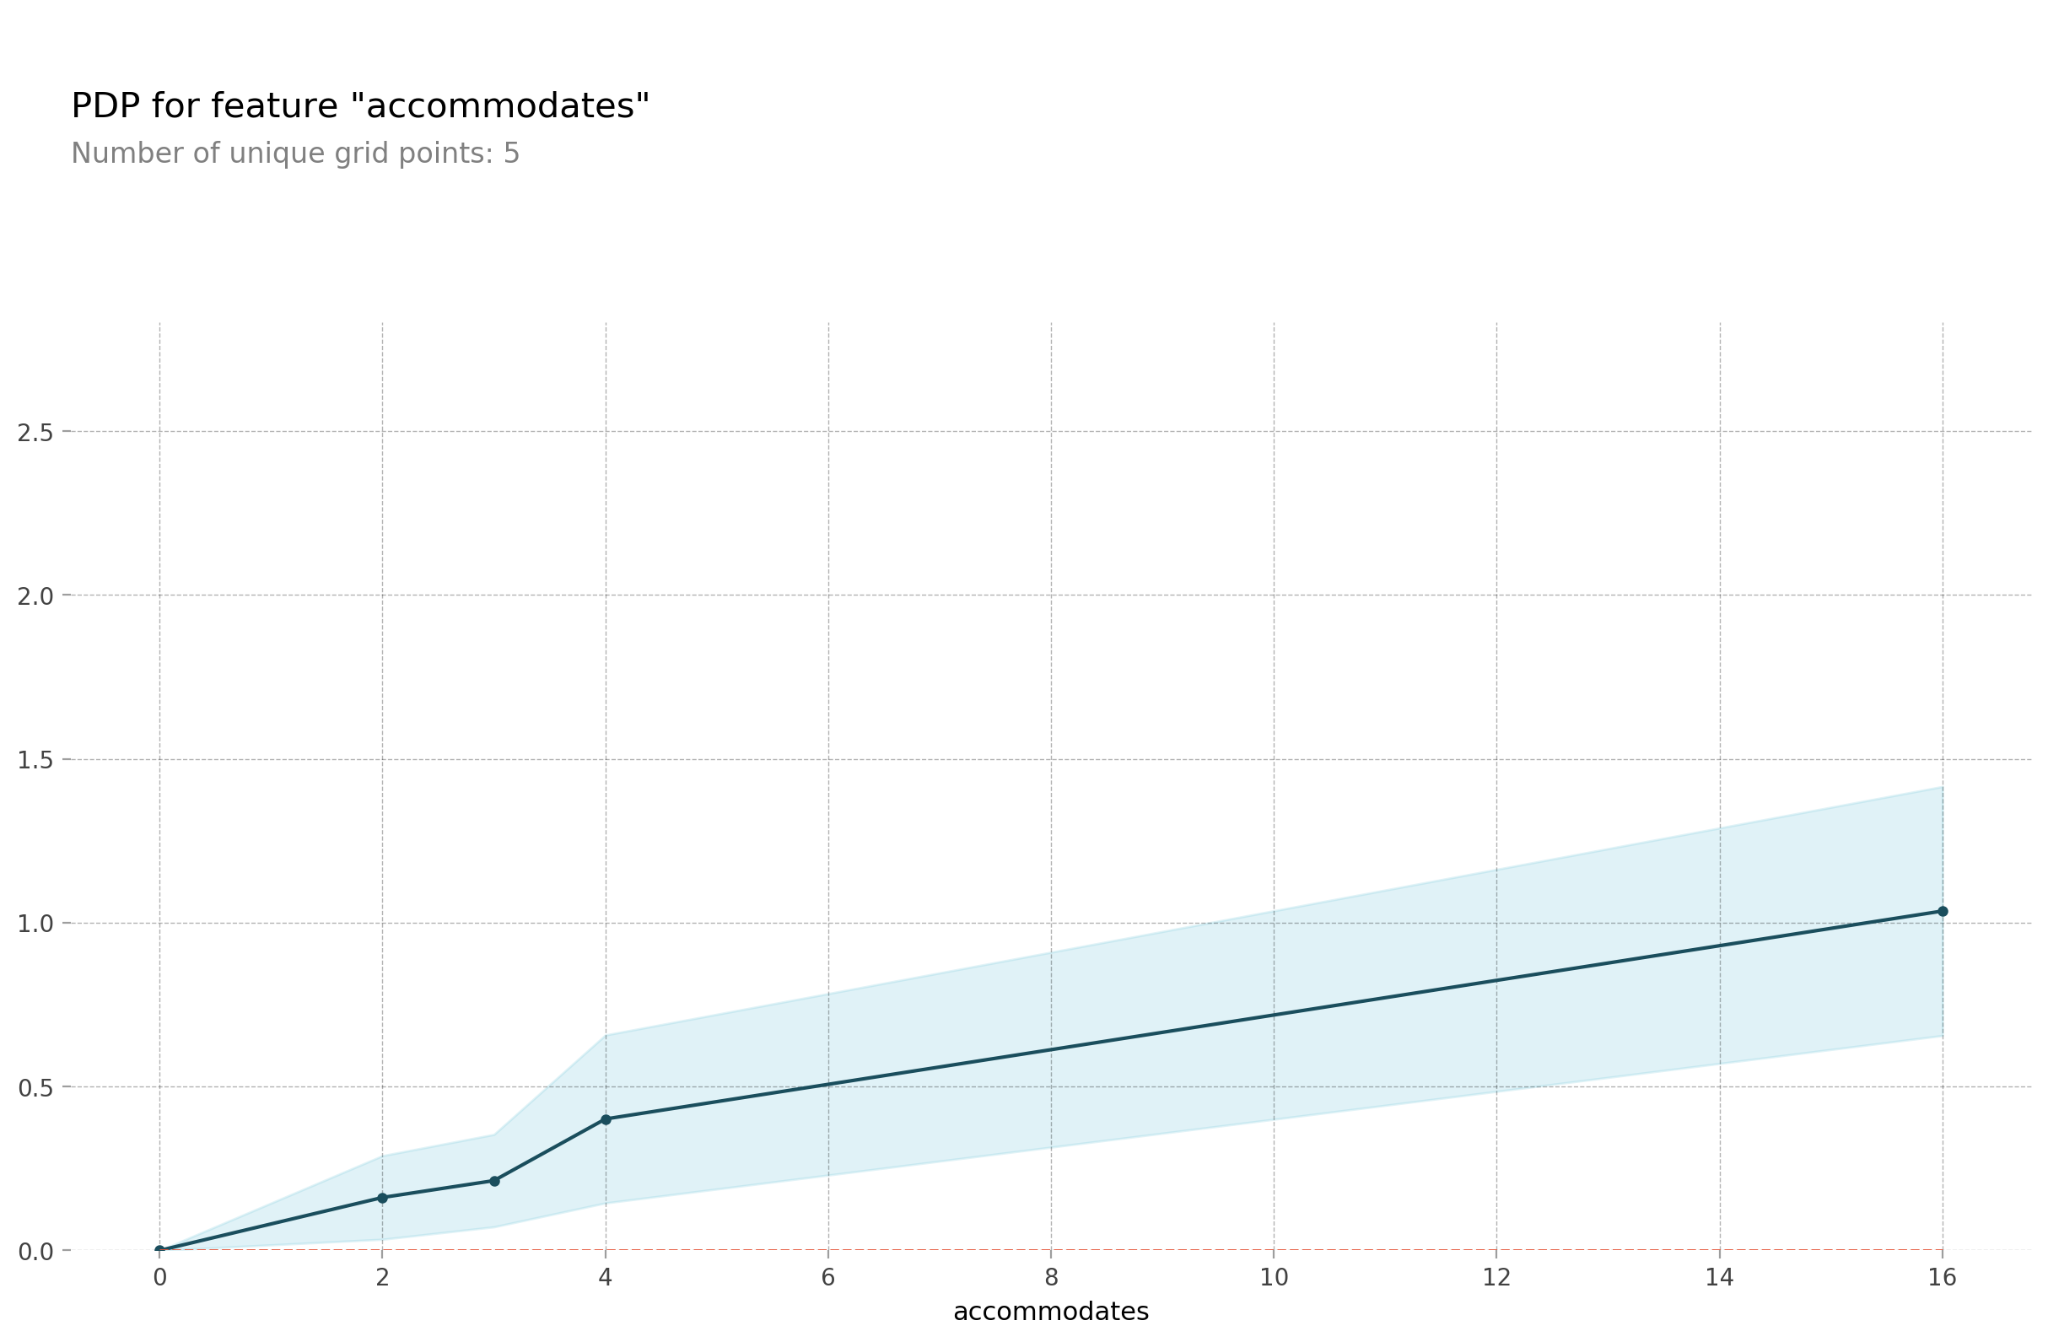 PDP for feature "accommodates"
Number of unique grid points: 5
2.5
2.0
1.5
1.0
0.5
0.0
0 2 4 6 8 10 12 14 16
accommodates